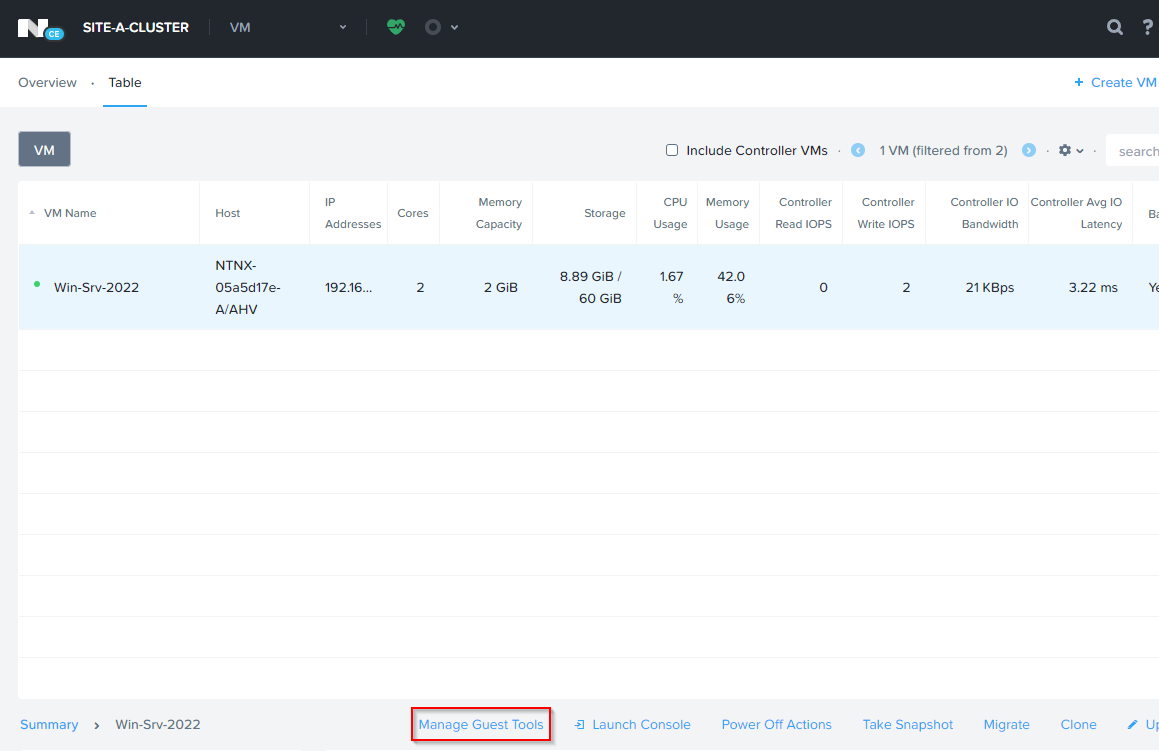 N CE SITE-A-CLUSTER VM
Overview · Table + Create VM
VM Include Controller VMs · 1 VM (filtered from 2) · · search
VM Name
Host
IP
Addresses
Cores
Memory
Capacity
Storage
CPU
Usage
Memory
Usage
Controller
Read IOPS
Controller
Write IOPS
Controller IO
Bandwidth
Controller Avg IO
Latency
Ba
Win-Srv-2022
NTNX-
05a5d17e-
A/AHV
192.16...
2
2 GiB
8.89 GiB /
60 GiB
1.67
%
42.0
6%
0
2
21 KBps
3.22 ms
Ye
Summary > Win-Srv-2022 Manage Guest Tools Launch Console Power Off Actions Take Snapshot Migrate Clone Up